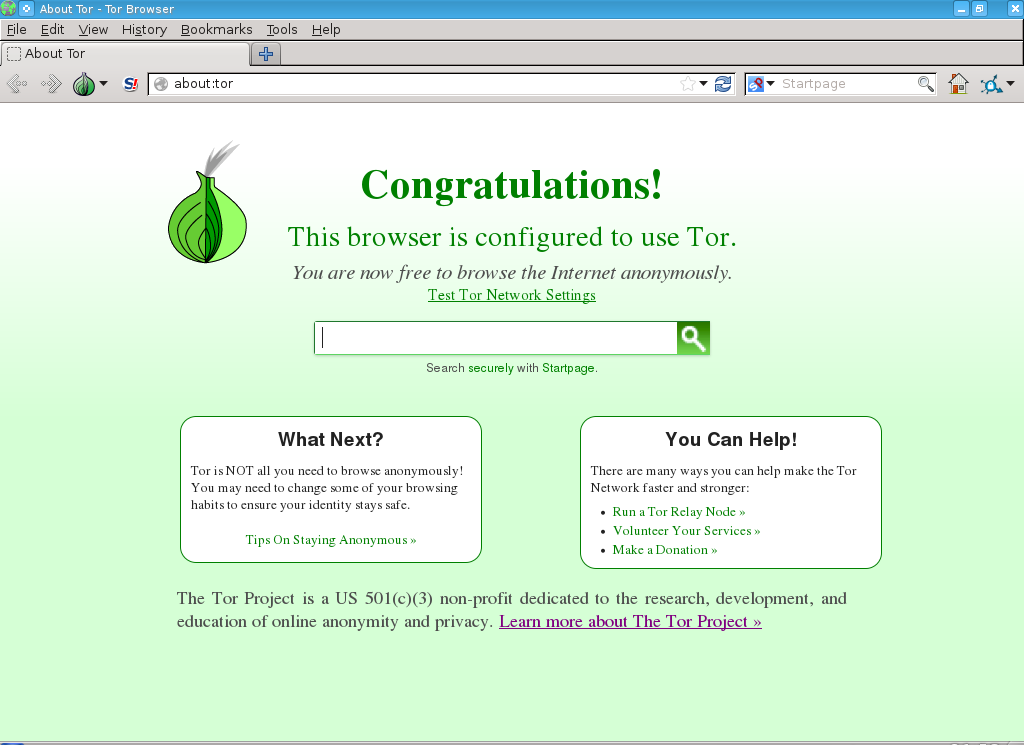 About Tor - Tor Browser
File Edit View History Bookmarks Tools Help
About Tor
S! about:tor Startpage
Congratulations!
This browser is configured to use Tor.
You are now free to browse the Internet anonymously.
Test Tor Network Settings
Search securely with Startpage.
What Next?
Tor is NOT all you need to browse anonymously!
You may need to change some of your browsing
habits to ensure your identity stays safe.
Tips On Staying Anonymous »
You Can Help!
There are many ways you can help make the Tor
Network faster and stronger:
• Run a Tor Relay Node »
• Volunteer Your Services »
• Make a Donation »
The Tor Project is a US 501(c)(3) non-profit dedicated to the research, development, and
education of online anonymity and privacy. Learn more about The Tor Project »